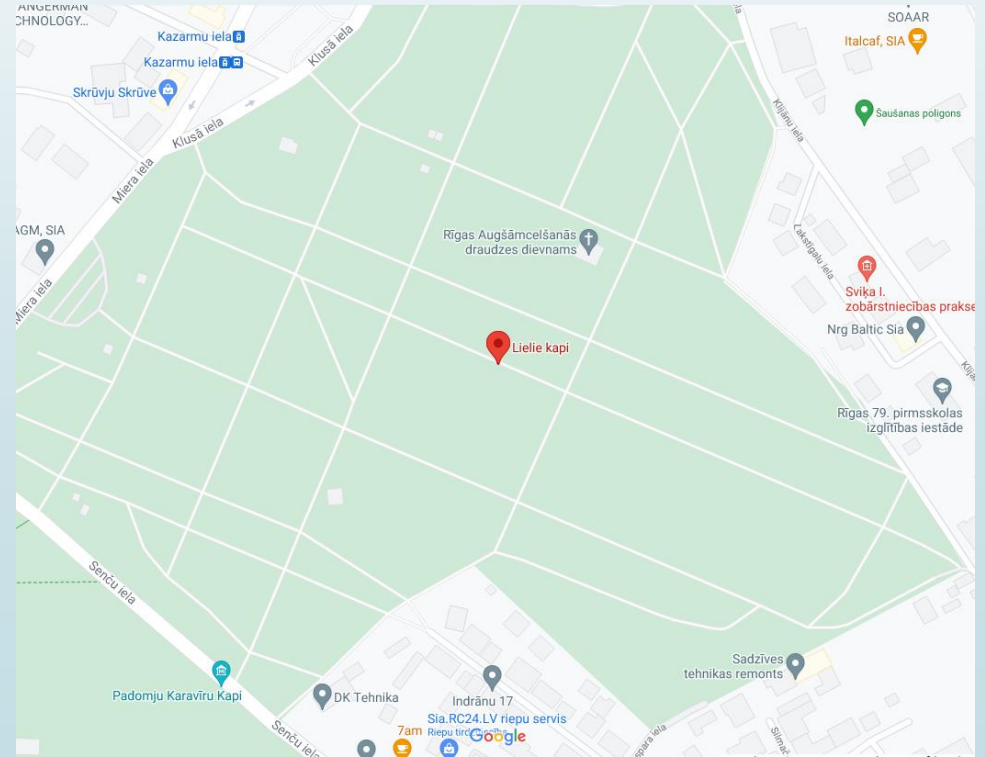 ANGERMAN
CHNOLOGY...
SOAAR
Kazarmu iela
Italcaf, SIA
Kazarmu iela
Klusā iela
Skrūvju Skrūve
Klijānu iela
Šaušanas poligons
Klusā iela
Miera iela
AGM, SIA
Rīgas Augšāmcelšanās
draudzes dievnams
Lakstīgalu iela
Miera iela
Sviķa I.
zobārstniecības prakse
Nrg Baltic Sia
Lielie kapi
Rīgas 79. pirmsskolas
izglītības iestāde
Senču iela
Sadzīves
tehnikas remonts
Padomju Karavīru Kapi
DK Tehnika
Indrānu 17
Sia.RC24.LV riepu servis
7am
Riepu
Google
Senču iela